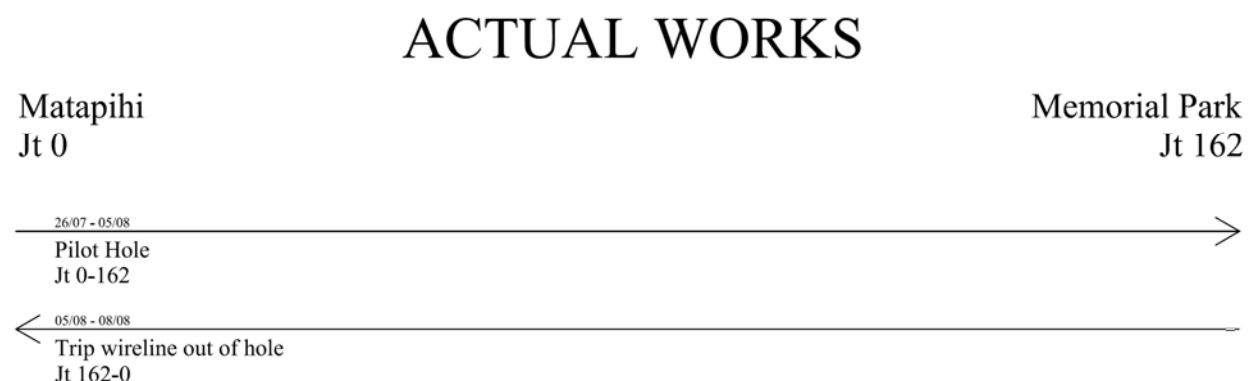 ACTUAL WORKS
Matapihi
Memorial Park
Jt 0
Jt 162
26/07 - 05/08
Pilot Hole
Jt 0-162
05/08 - 08/08
Trip wireline out of hole
Jt 162-0